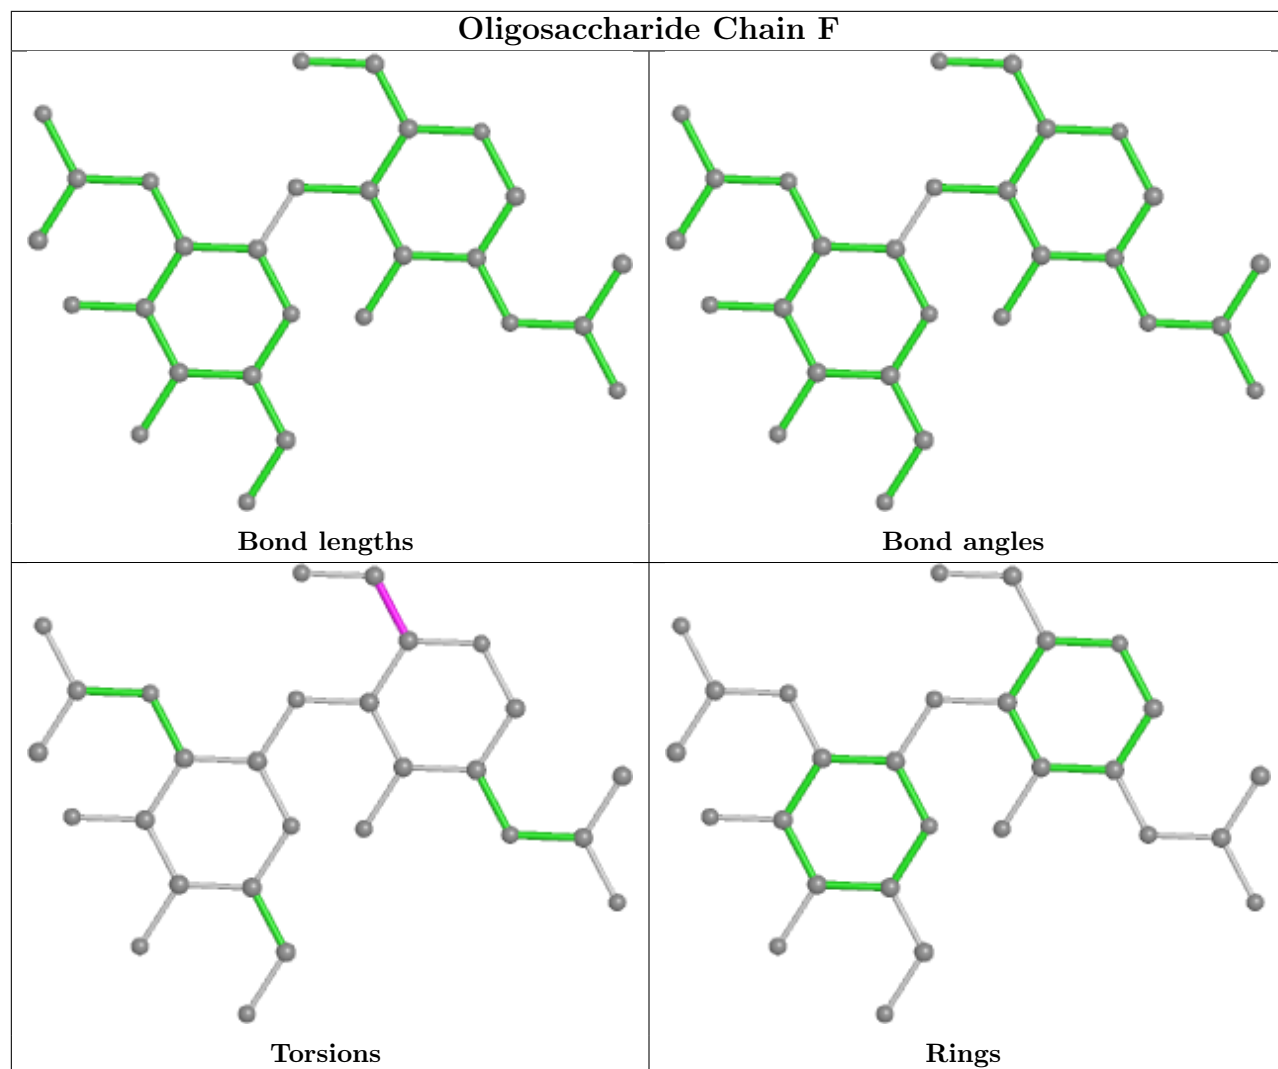 Oligosaccharide Chain F
Bond lengths
Bond angles
Torsions
Rings